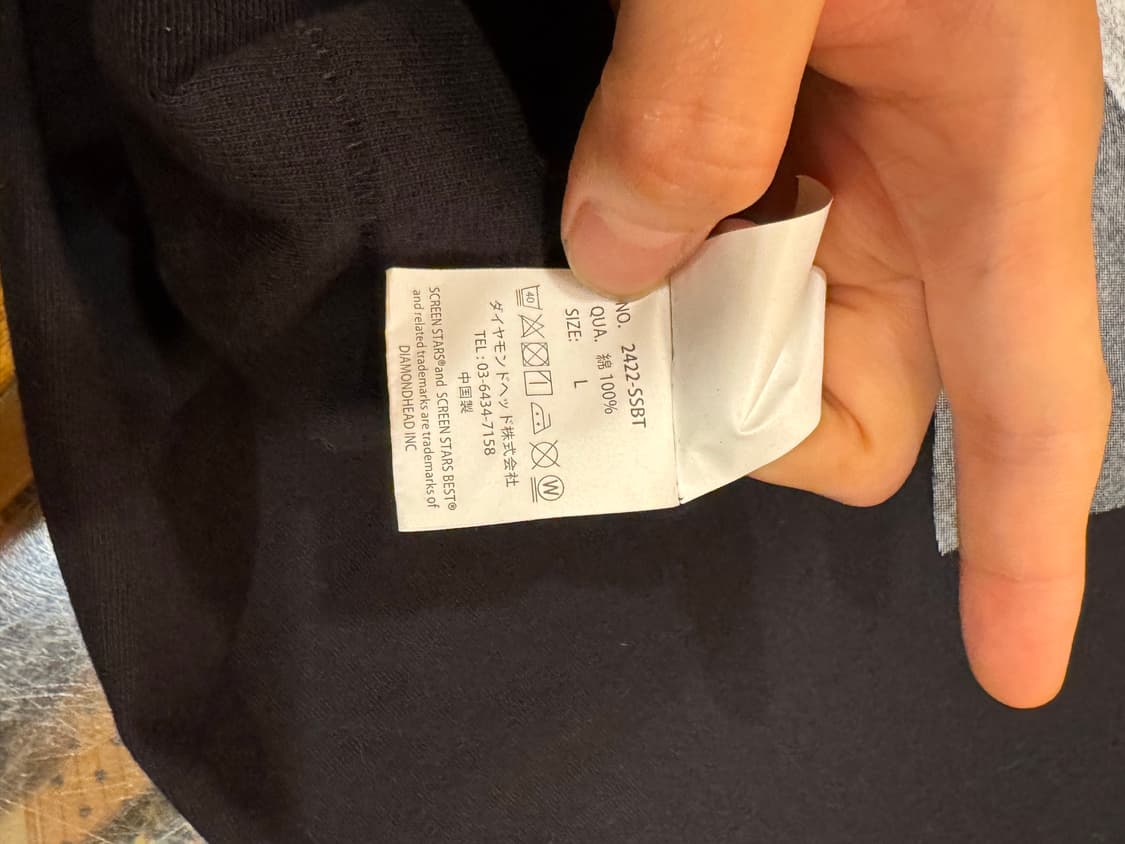 NO. 2422-SSBT
QUA. 綿 100%
SIZE: L
40 W
ダイヤモンドヘッド株式会社
TEL : 03-6434-7158
中国製
SCREEN STARS® and SCREEN STARS BEST®
and related trademarks are trademarks of
DIAMONDHEAD INC